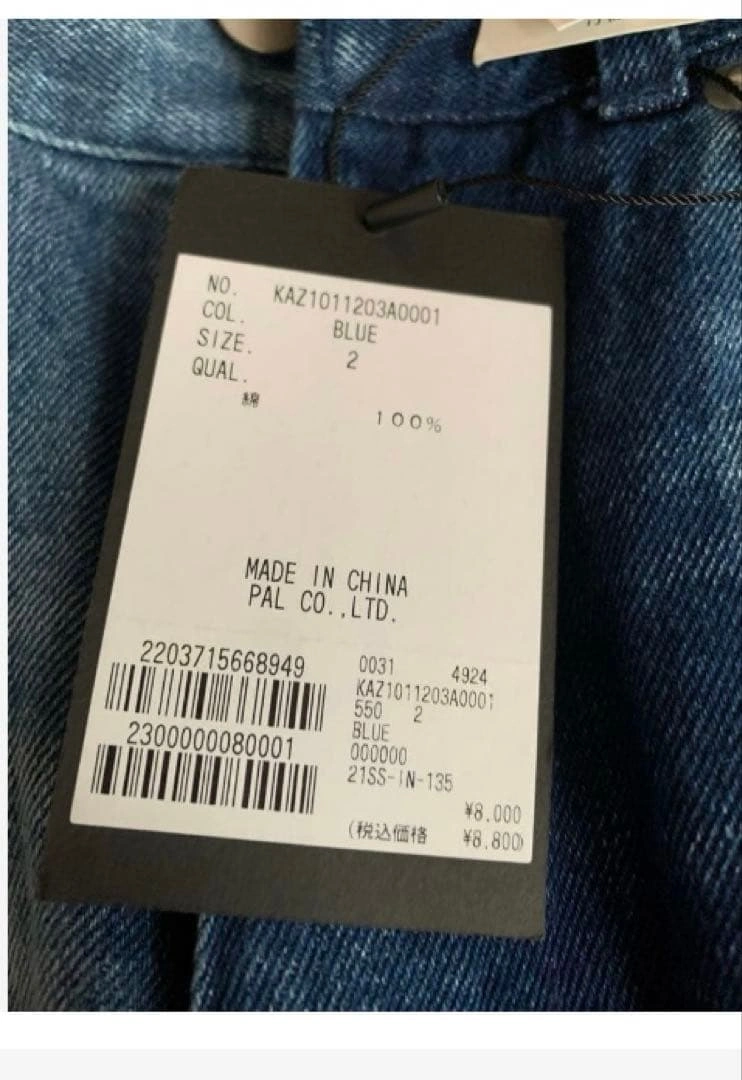 NO. KAZ1011203A0001
COL. BLUE
SIZE. 2
QUAL.
綿 100%
MADE IN CHINA
PAL CO.,LTD.
2203715668949
2300000080001
0031 4924
KAZ1011203A0001
550 2
BLUE
000000
21SS-IN-135
¥8.000
(税込価格 ¥8.800)